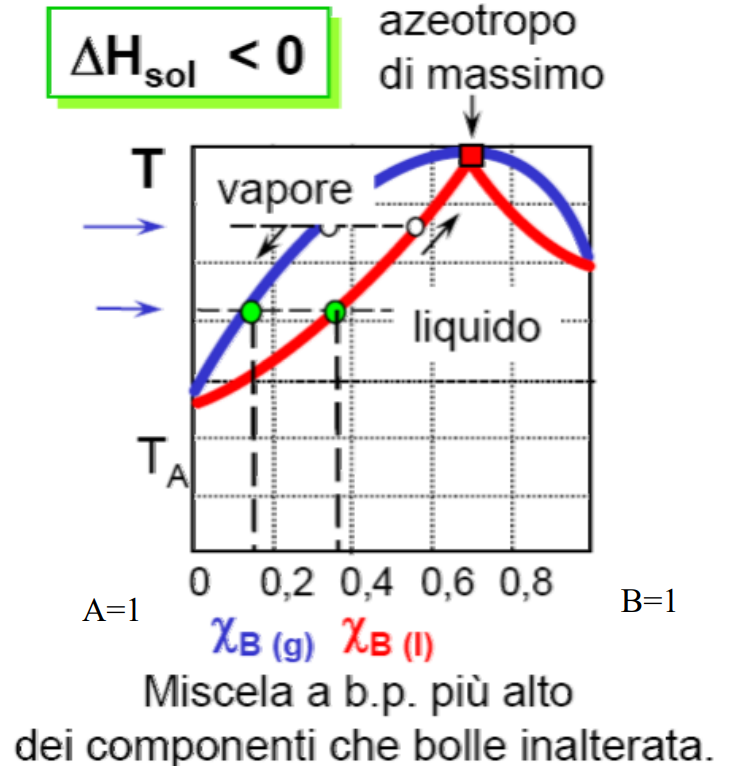 ΔHsol < 0
azeotropo
di massimo
T
vapore
liquido
TA
0 0,2 0,4 0,6 0,8
A=1
B=1
χB (g) χB (l)
Miscela a b.p. più alto
dei componenti che bolle inalterata.